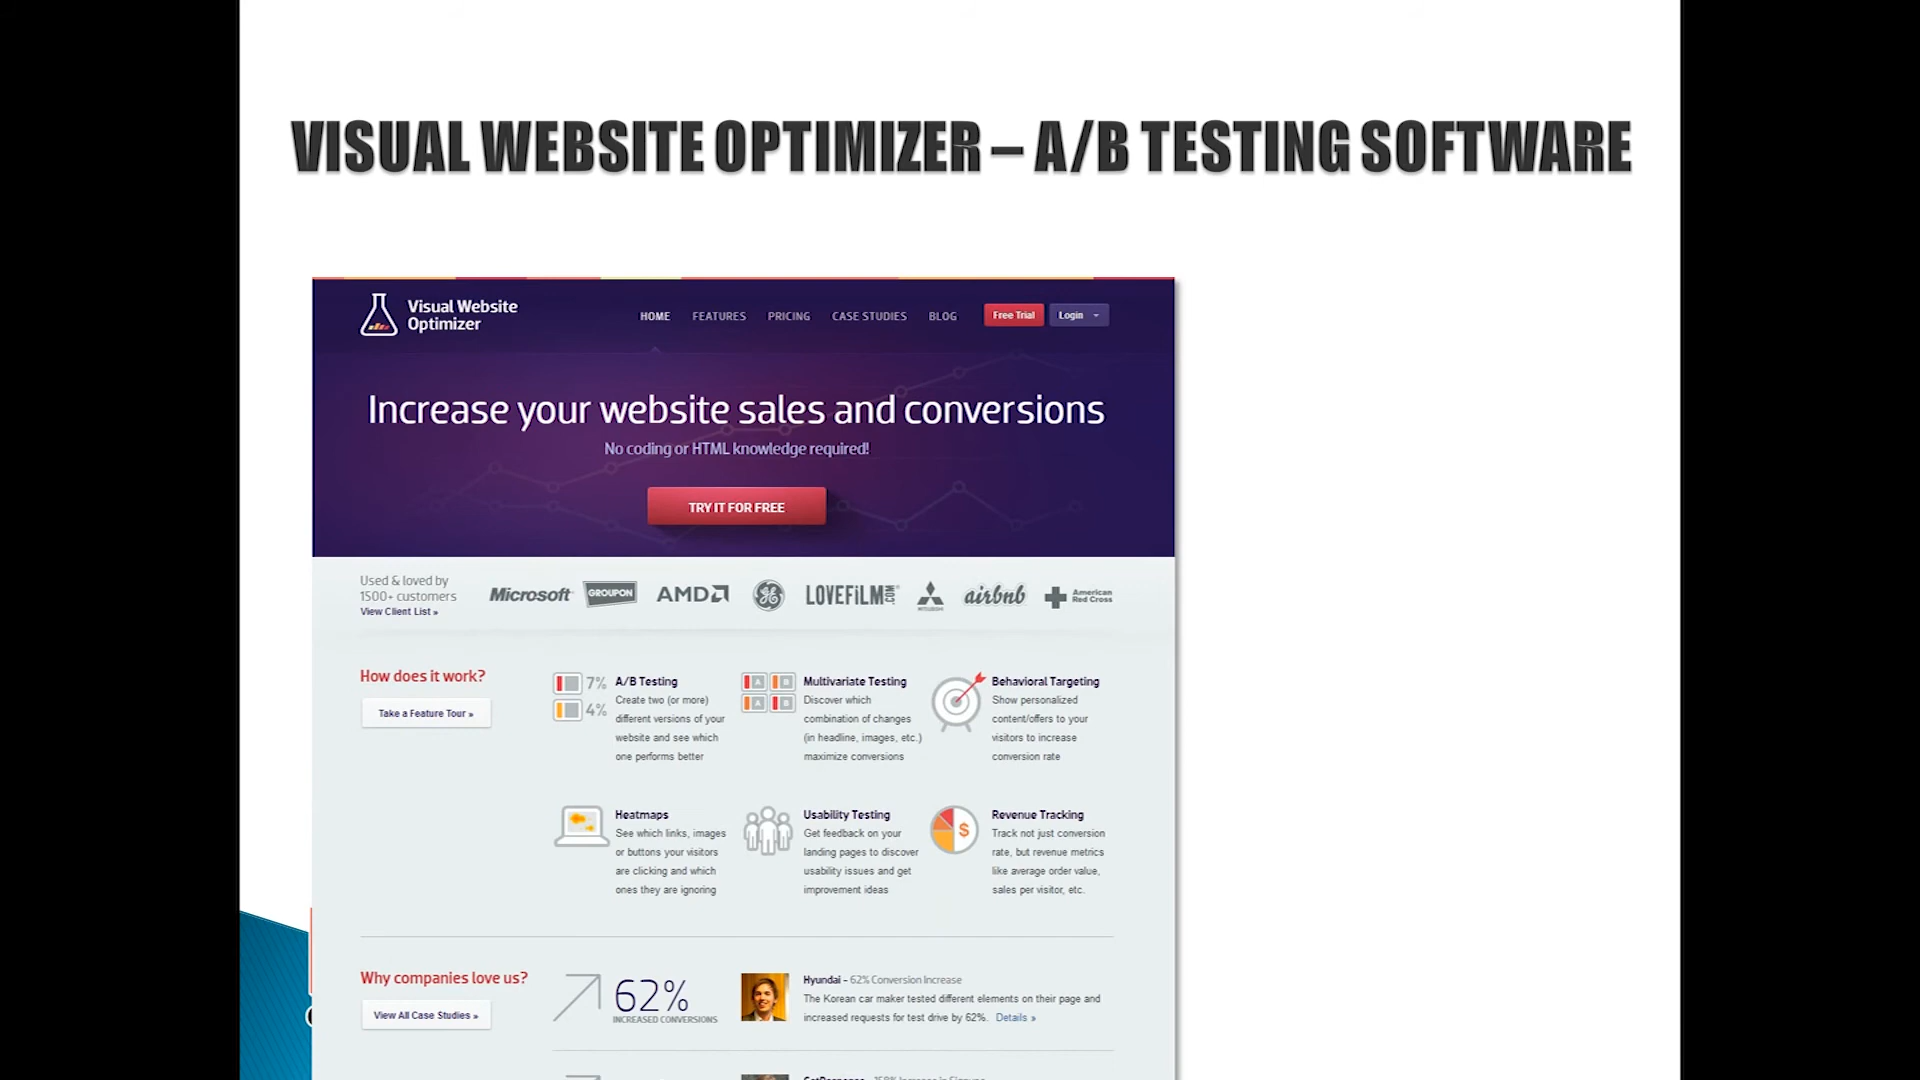 VISUAL WEBSITE OPTIMIZER – A/B TESTING SOFTWARE
Visual Website
Optimizer
HOME FEATURES PRICING CASE STUDIES BLOG Free Trial Login
Increase your website sales and conversions
No coding or HTML knowledge required!
TRY IT FOR FREE
Used & loved by
1500+ customers
View Client List »
Microsoft GROUPON AMD GE LOVEFiLM.COM MITSUBISHI airbnb American
Red Cross
How does it work?
Take a Feature Tour »
7%
4%
A/B Testing
Create two (or more)
different versions of your
website and see which
one performs better
A B
A B
Multivariate Testing
Discover which
combination of changes
(in headline, images, etc.)
maximize conversions
Behavioral Targeting
Show personalized
content/offers to your
visitors to increase
conversion rate
Heatmaps
See which links, images
or buttons your visitors
are clicking and which
ones they are ignoring
Usability Testing
Get feedback on your
landing pages to discover
usability issues and get
improvement ideas
$
Revenue Tracking
Track not just conversion
rate, but revenue metrics
like average order value,
sales per visitor, etc.
Why companies love us?
View All Case Studies »
62%
INCREASED CONVERSIONS
Hyundai - 62% Conversion Increase
The Korean car maker tested different elements on their page and
increased requests for test drive by 62%. Details »